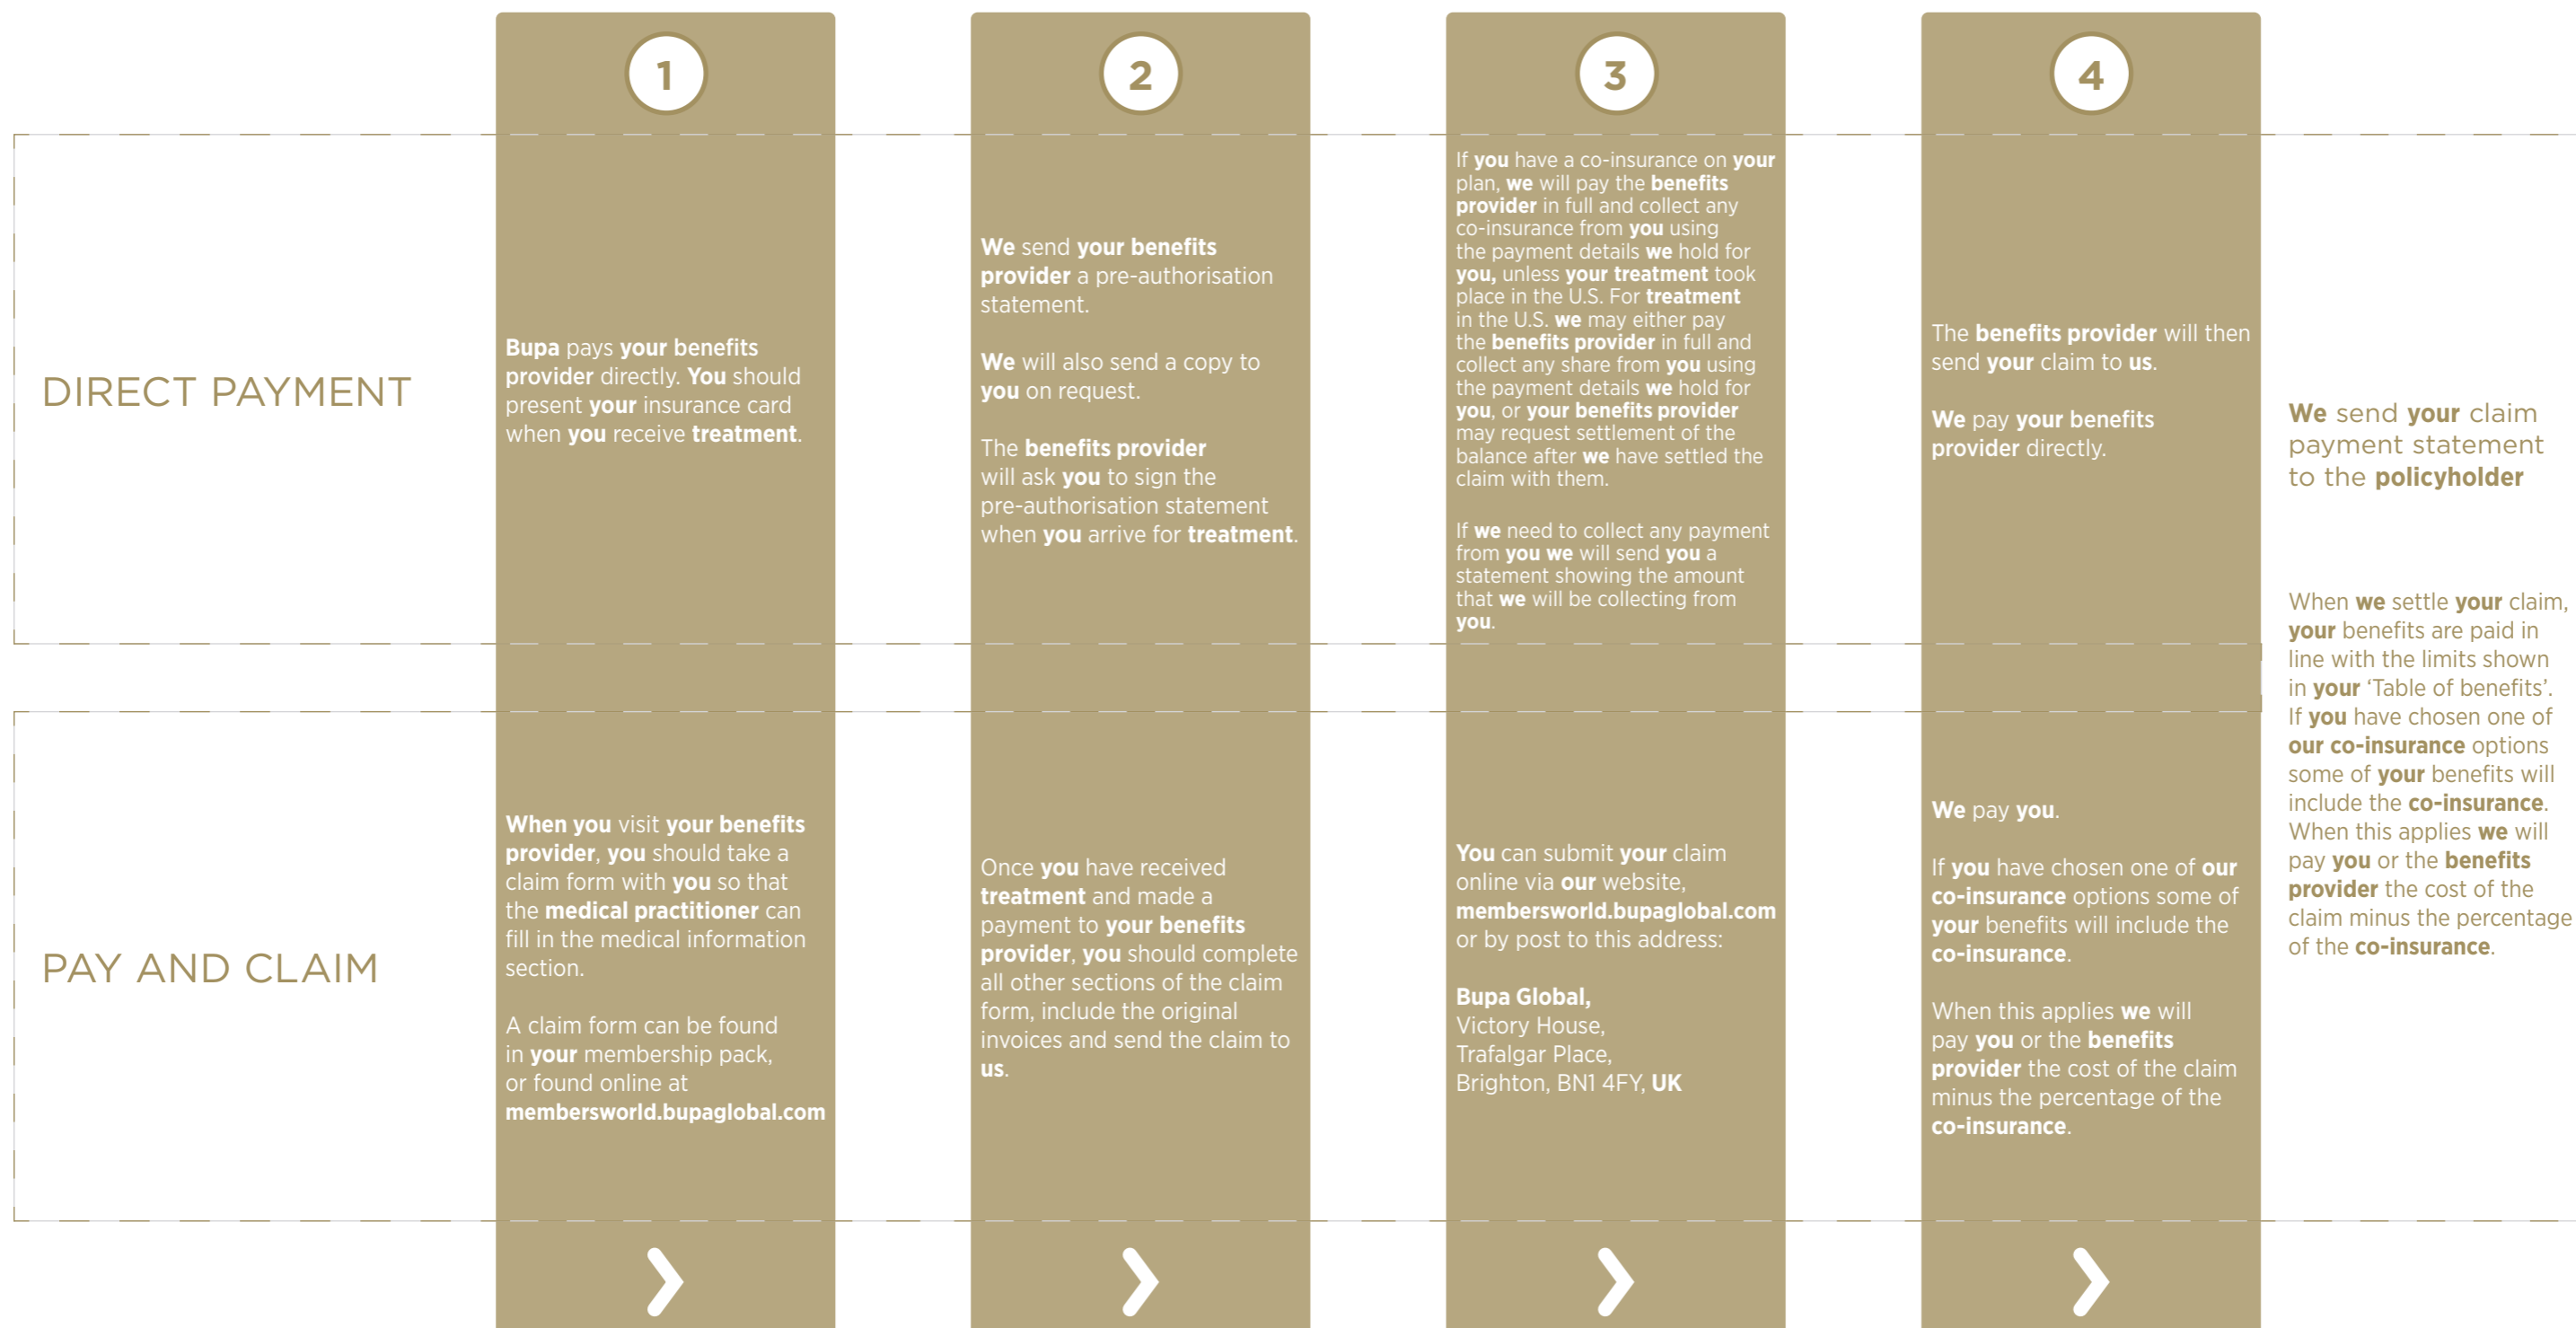 1
2
3
4
DIRECT PAYMENT
Bupa pays your benefits
provider directly. You should
present your insurance card
when you receive treatment.
We send your benefits
provider a pre-authorisation
statement.
We will also send a copy to
you on request.
The benefits provider
will ask you to sign the
pre-authorisation statement
when you arrive for treatment.
If you have a co-insurance on your
plan, we will pay the benefits
provider in full and collect any
co-insurance from you using
the payment details we hold for
you, unless your treatment took
place in the U.S. For treatment
in the U.S. we may either pay
the benefits provider in full and
collect any share from you using
the payment details we hold for
you, or your benefits provider
may request settlement of the
balance after we have settled the
claim with them.
If we need to collect any payment
from you we will send you a
statement showing the amount
that we will be collecting from
you.
The benefits provider will then
send your claim to us.
We pay your benefits
provider directly.
PAY AND CLAIM
When you visit your benefits
provider, you should take a
claim form with you so that
the medical practitioner can
fill in the medical information
section.
A claim form can be found
in your membership pack,
or found online at
membersworld.bupaglobal.com
Once you have received
treatment and made a
payment to your benefits
provider, you should complete
all other sections of the claim
form, include the original
invoices and send the claim to
us.
You can submit your claim
online via our website,
membersworld.bupaglobal.com
or by post to this address:
Bupa Global,
Victory House,
Trafalgar Place,
Brighton, BN1 4FY, UK
We pay you.
If you have chosen one of our
co-insurance options some of
your benefits will include the
co-insurance.
When this applies we will
pay you or the benefits
provider the cost of the claim
minus the percentage of the
co-insurance.
We send your claim
payment statement
to the policyholder
When we settle your claim,
your benefits are paid in
line with the limits shown
in your ‘Table of benefits’.
If you have chosen one of
our co-insurance options
some of your benefits will
include the co-insurance.
When this applies we will
pay you or the benefits
provider the cost of the
claim minus the percentage
of the co-insurance.